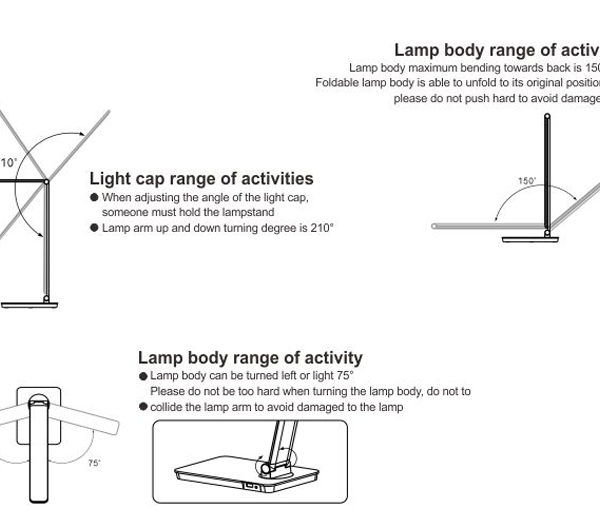 Lamp body range of activ
Lamp body maximum bending towards back is 150
Foldable lamp body is able to unfold to its original position
please do not push hard to avoid damage
10°
Light cap range of activities
● When adjusting the angle of the light cap,
someone must hold the lampstand
● Lamp arm up and down turning degree is 210°
150°
Lamp body range of activity
● Lamp body can be turned left or light 75°
Please do not be too hard when turning the lamp body, do not to
● collide the lamp arm to avoid damaged to the lamp
75°